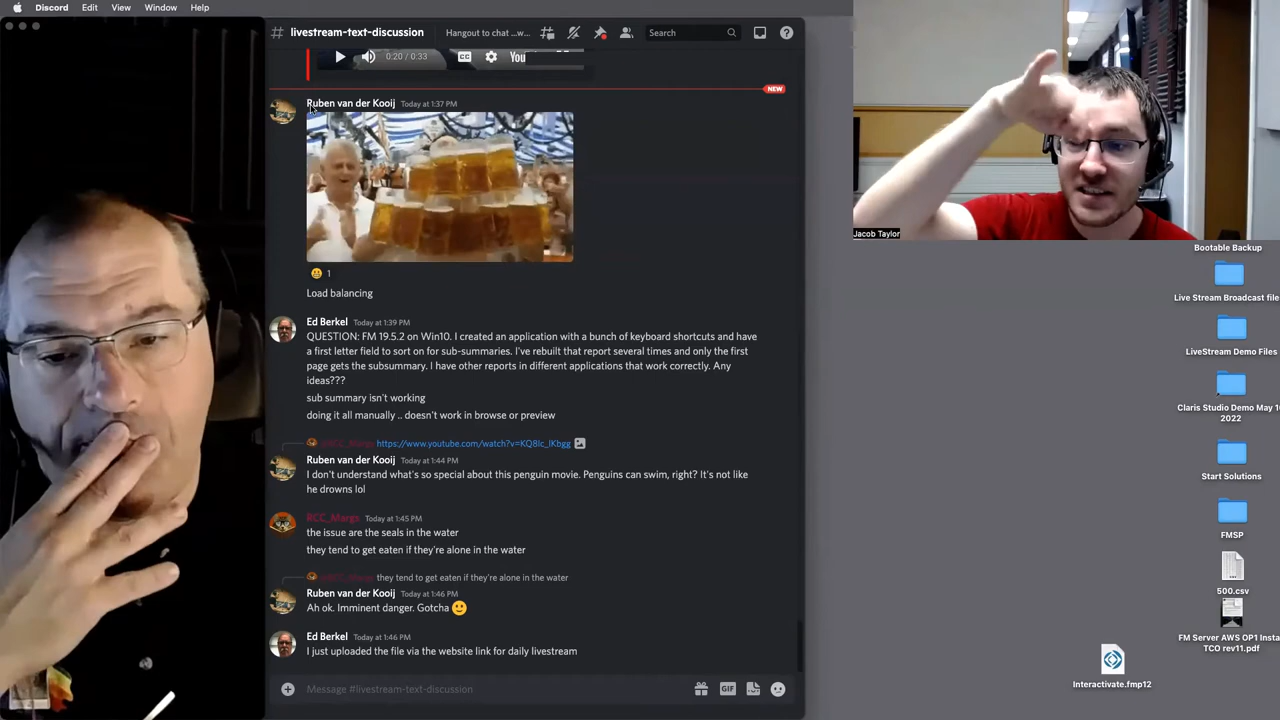 Discord Edit View Window Help
# livestream-text-discussion Hangout to chat ...w... Search
0:20 / 0:33 CC You
NEW
Ruben van der Kooij Today at 1:37 PM
1
Load balancing
Ed Berkel Today at 1:39 PM
QUESTION: FM 19.5.2 on Win10. I created an application with a bunch of keyboard shortcuts and have
a first letter field to sort on for sub-summaries. I've rebuilt that report several times and only the first
page gets the subsummary. I have other reports in different applications that work correctly. Any
ideas???
sub summary isn't working
doing it all manually .. doesn't work in browse or preview
https://www.youtube.com/watch?v=KQ8Ic_IKbgg
Ruben van der Kooij Today at 1:44 PM
I don't understand what's so special about this penguin movie. Penguins can swim, right? It's not like
he drowns lol
RCC_Margs Today at 1:45 PM
the issue are the seals in the water
they tend to get eaten if they're alone in the water
@RCC_Margs they tend to get eaten if they're alone in the water
Ruben van der Kooij Today at 1:46 PM
Ah ok. Imminent danger. Gotcha
Ed Berkel Today at 1:46 PM
I just uploaded the file via the website link for daily livestream
Message #livestream-text-discussion
GIF
Jacob Taylor
Bootable Backup
Live Stream Broadcast file
LiveStream Demo Files
Claris Studio Demo May 1
2022
Start Solutions
FMSP
500.csv
FM Server AWS OP1 Insta
TCO rev11.pdf
Interactivate.fmp12